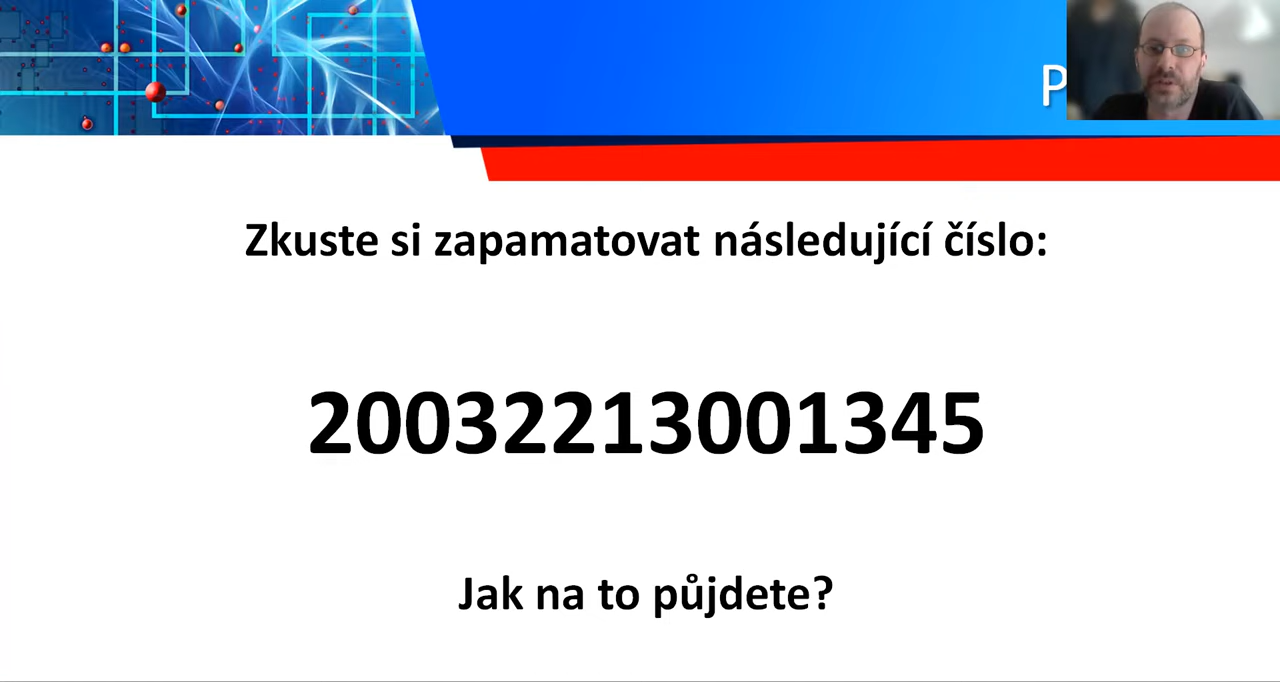 P
Zkuste si zapamatovat následující číslo:
20032213001345
Jak na to půjdete?